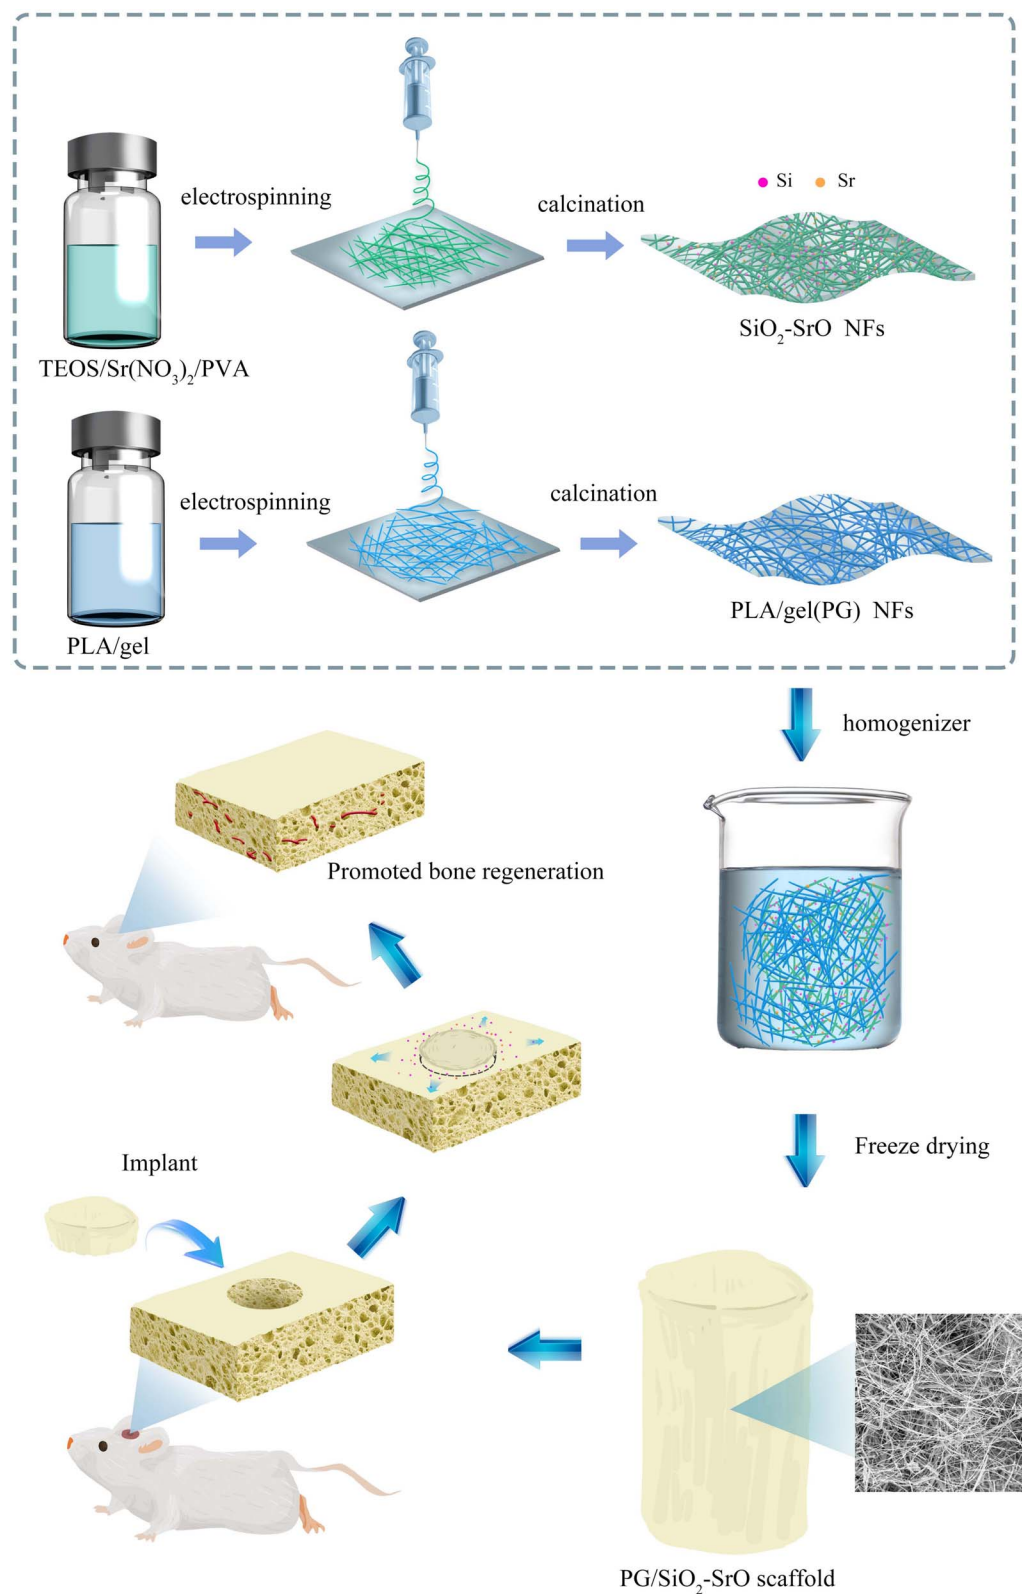 electrospinning
calcination
Si
Sr
TEOS/Sr(NO₃)₂/PVA
SiO₂-SrO NFs
electrospinning
calcination
PLA/gel
PLA/gel(PG) NFs
homogenizer
Promoted bone regeneration
Freeze drying
Implant
PG/SiO₂-SrO scaffold